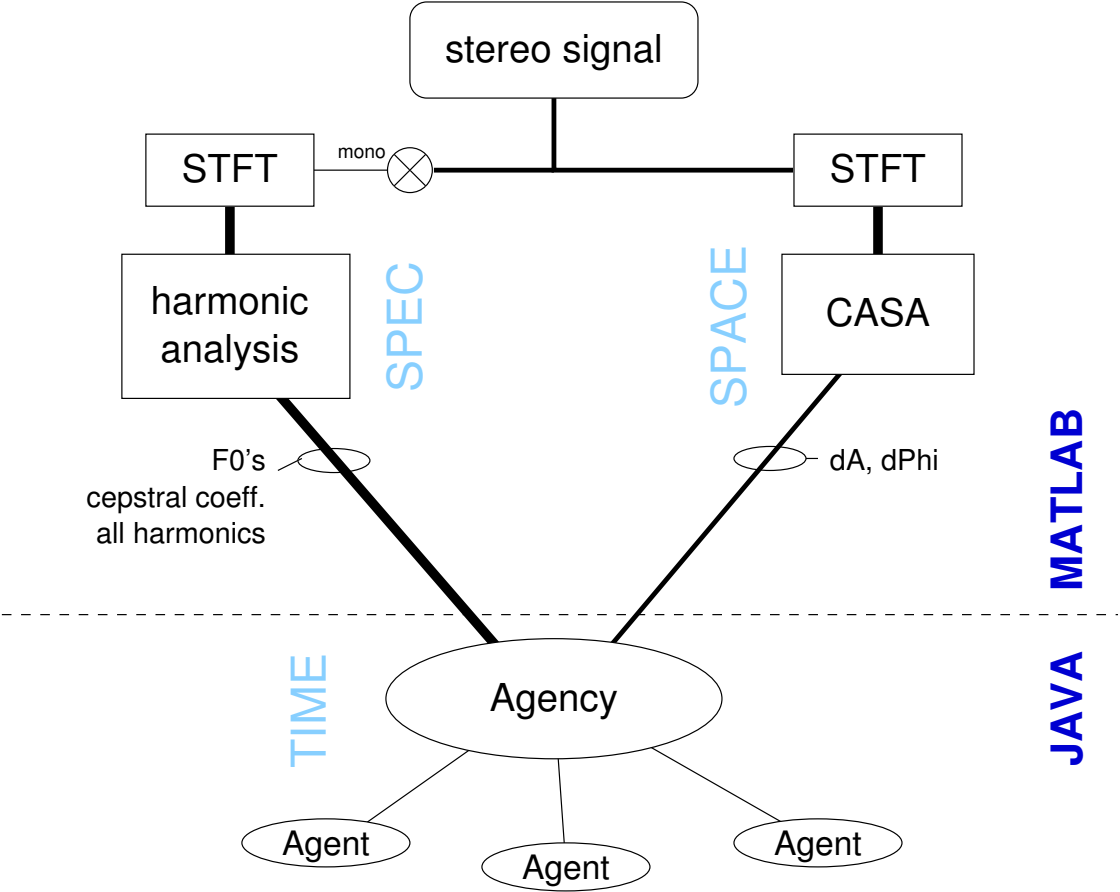 stereo signal
STFT
mono
STFT
harmonic
analysis
SPEC
SPACE
CASA
F0's
cepstral coeff.
all harmonics
dA, dPhi
MATLAB
TIME
Agency
JAVA
Agent
Agent
Agent